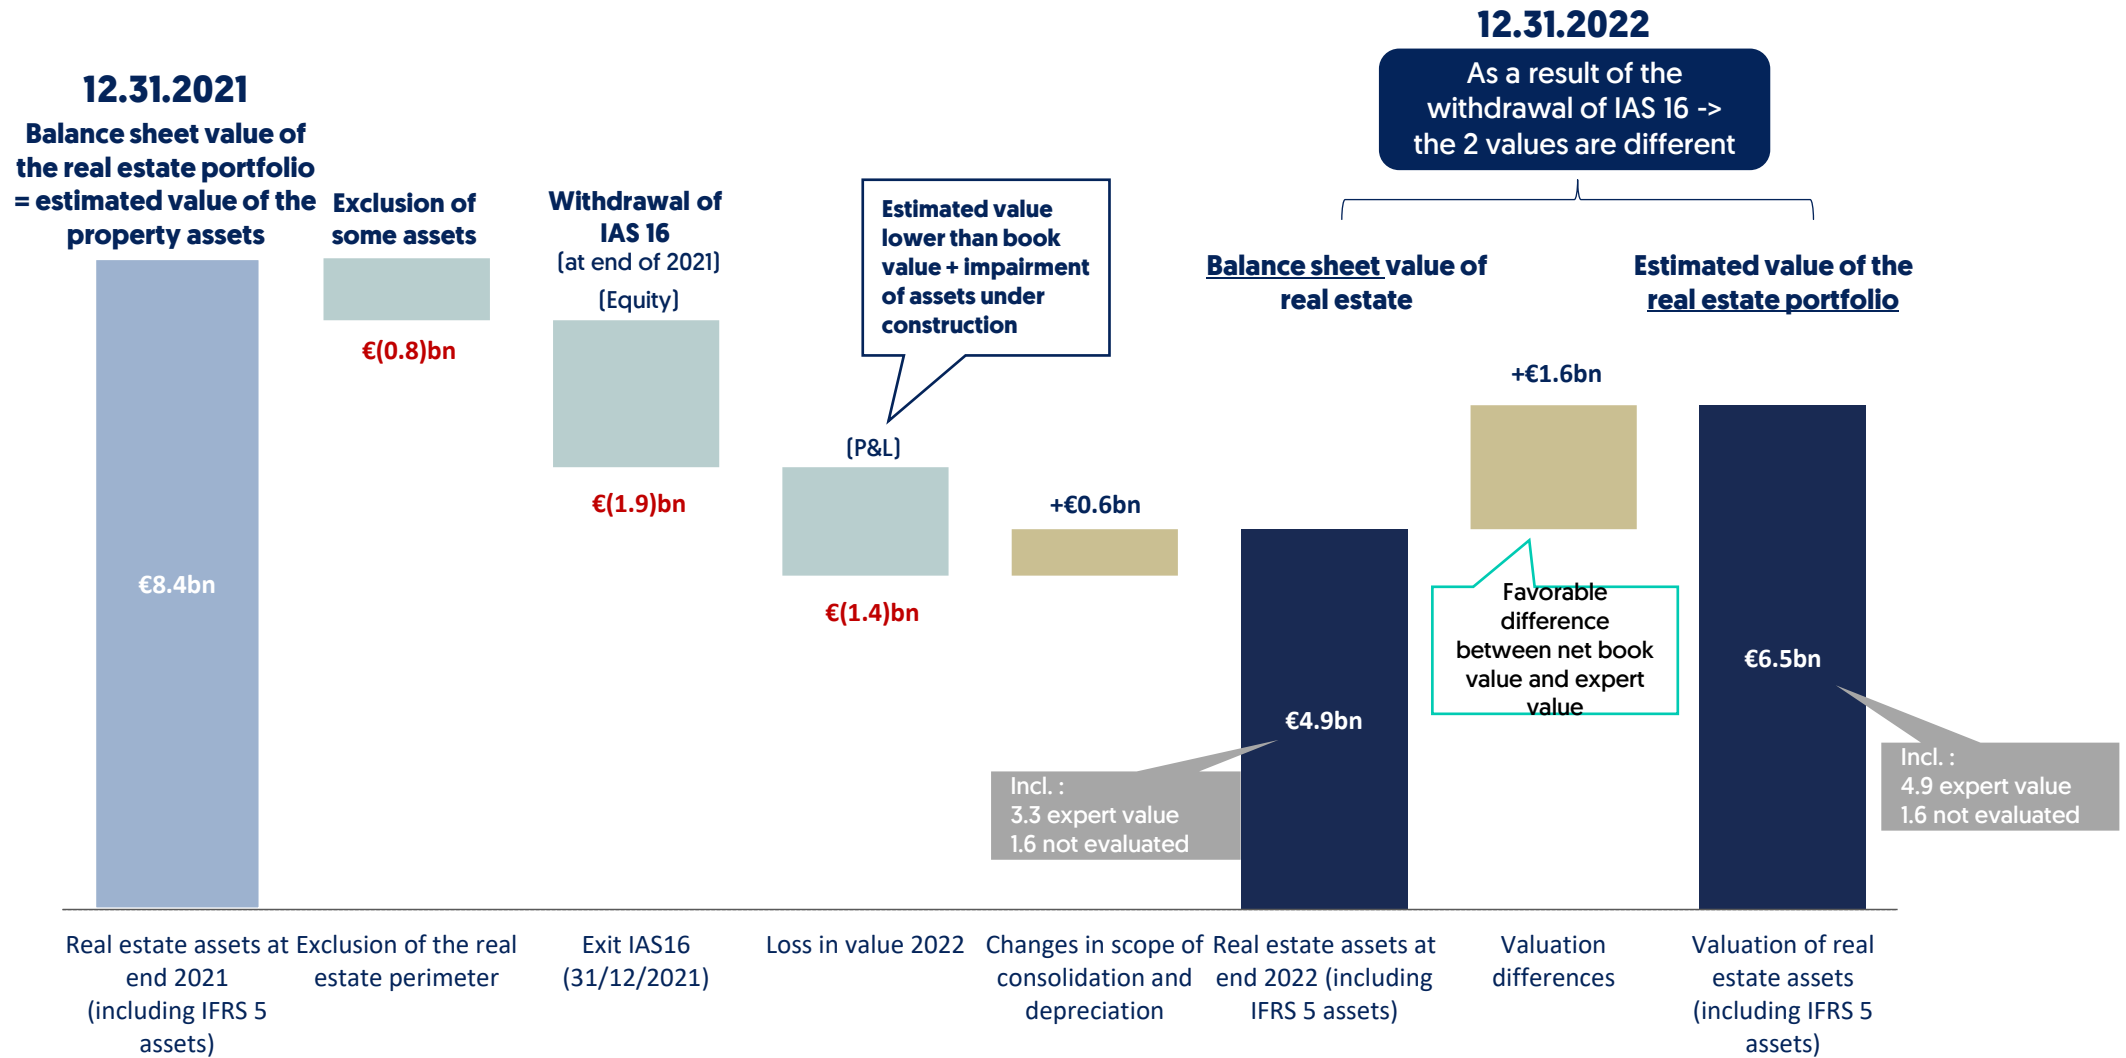 12.31.2021
Balance sheet value of
the real estate portfolio
= estimated value of the
property assets
€8.4bn
Exclusion of
some assets
€(0.8)bn
Withdrawal of
IAS 16
(at end of 2021)
(Equity)
€(1.9)bn
Estimated value
lower than book
value + impairment
of assets under
construction
(P&L)
€(1.4)bn
+€0.6bn
12.31.2022
As a result of the
withdrawal of IAS 16 ->
the 2 values are different
Balance sheet value of
real estate
€4.9bn
Incl. :
3.3 expert value
1.6 not evaluated
+€1.6bn
Favorable
difference
between net book
value and expert
value
Estimated value of the
real estate portfolio
€6.5bn
Incl. :
4.9 expert value
1.6 not evaluated
Real estate assets at
end 2021
(including IFRS 5
assets)
Exclusion of the real
estate perimeter
Exit IAS16
(31/12/2021)
Loss in value 2022
Changes in scope of
consolidation and
depreciation
Real estate assets at
end 2022 (including
IFRS 5 assets)
Valuation
differences
Valuation of real
estate assets
(including IFRS 5
assets)